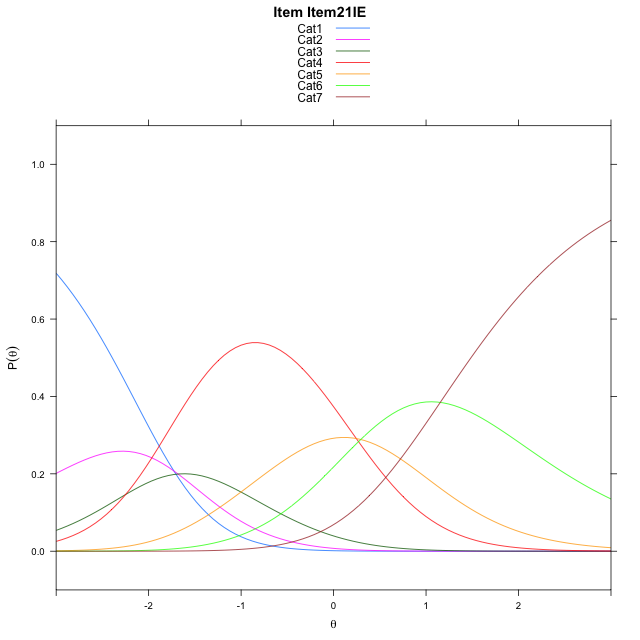 Item Item21IE
Cat1
Cat2
Cat3
Cat4
Cat5
Cat6
Cat7
1.0
0.8
0.6
0.4
0.2
0.0
P(θ)
-2 -1 0 1 2
θ